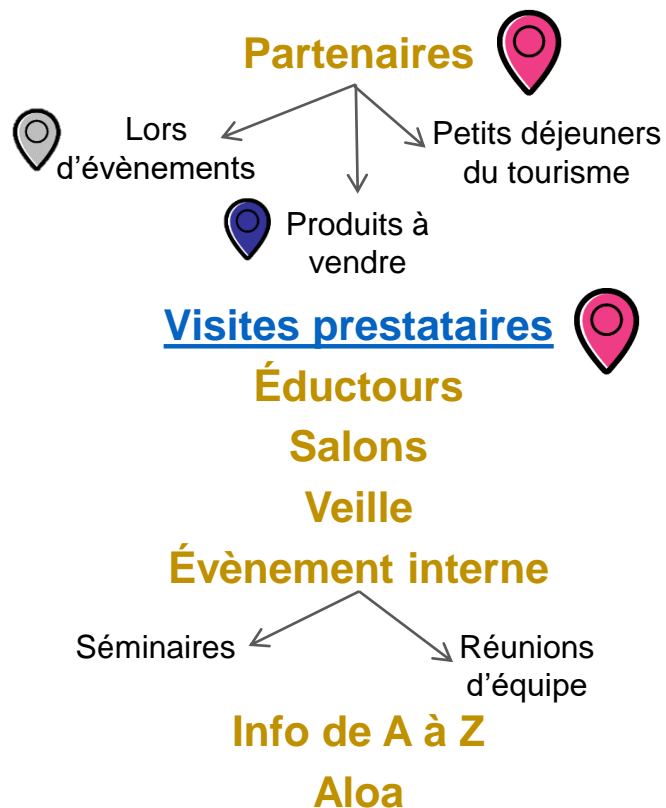 Partenaires
Lors
d’évènements
Petits déjeuners
du tourisme
Produits à
vendre
Visites prestataires
Éductours
Salons
Veille
Évènement interne
Séminaires
Réunions
d’équipe
Info de A à Z
Aloa